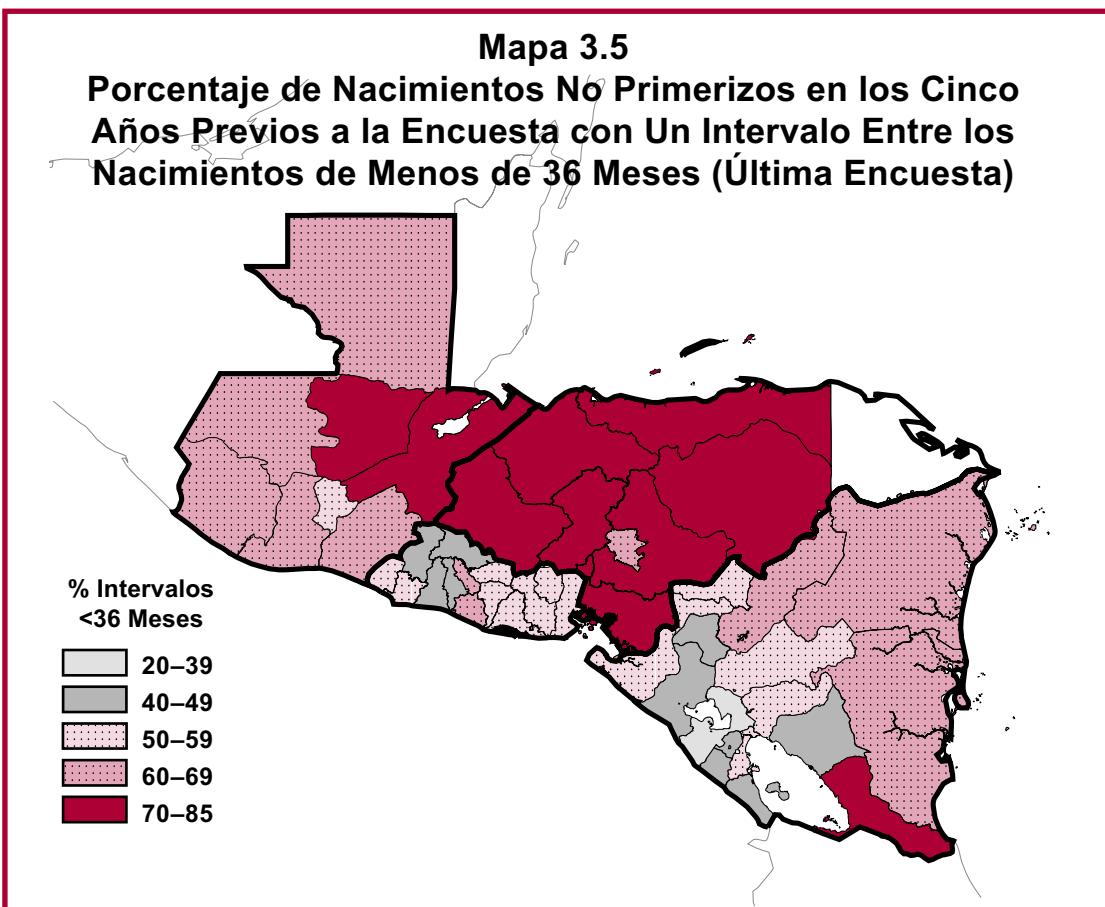 Mapa 3.5
Porcentaje de Nacimientos No Primerizos en los Cinco
Años Previos a la Encuesta con Un Intervalo Entre los
Nacimientos de Menos de 36 Meses (Última Encuesta)
% Intervalos
<36 Meses
20–39
40–49
50–59
60–69
70–85